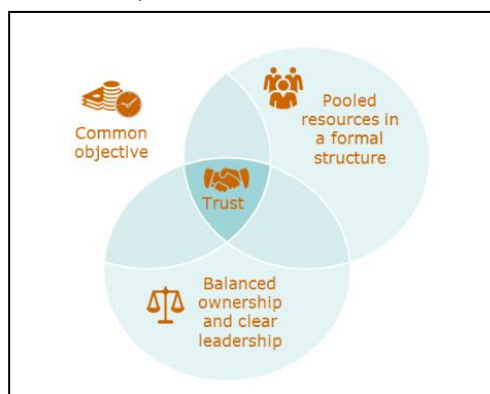 Common
objective
Pooled
resources in
a formal
structure
Trust
Balanced
ownership
and clear
leadership